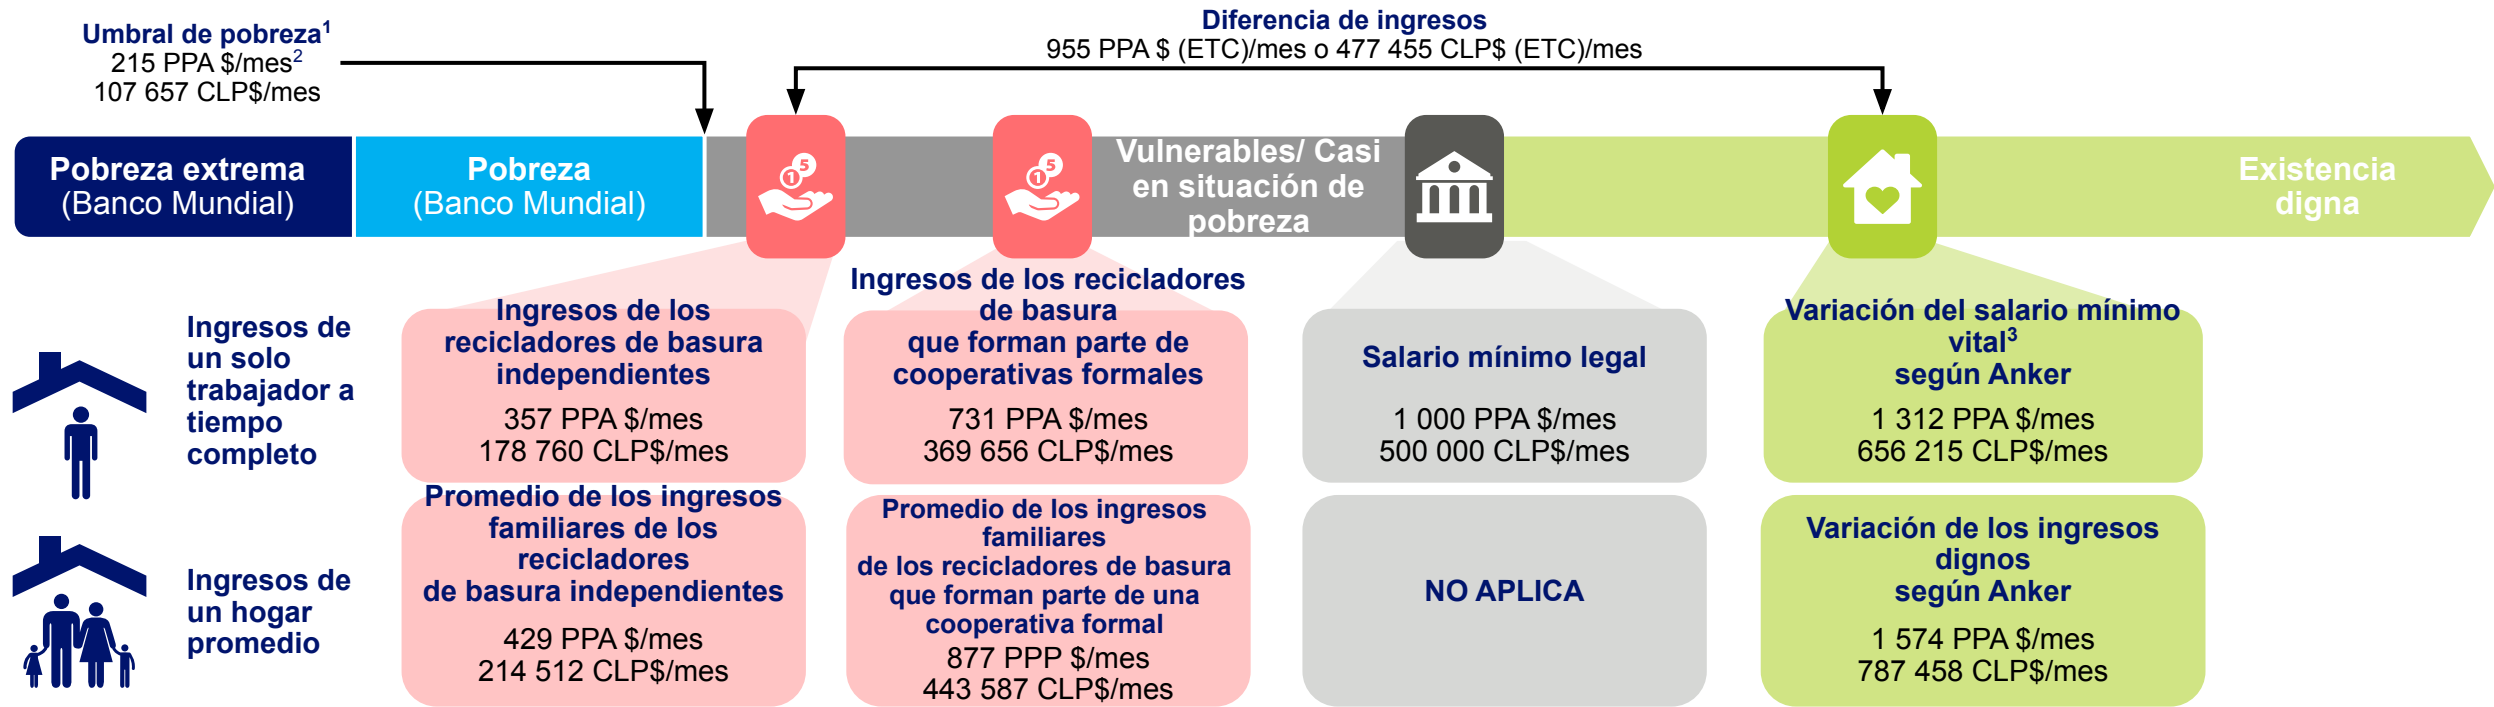 Umbral de pobreza¹
215 PPA $/mes²
107 657 CLP$/mes
Diferencia de ingresos
955 PPA $ (ETC)/mes o 477 455 CLP$ (ETC)/mes
Pobreza extrema
(Banco Mundial)
Pobreza
(Banco Mundial)
1
5
1
5
Vulnerables/ Casi
en situación de
pobreza
Existencia
digna
Ingresos de
un solo
trabajador a
tiempo
completo
Ingresos de los
recicladores de basura
independientes
357 PPA $/mes
178 760 CLP$/mes
Ingresos de los recicladores
de basura
que forman parte de
cooperativas formales
731 PPA $/mes
369 656 CLP$/mes
Salario mínimo legal
1 000 PPA $/mes
500 000 CLP$/mes
Variación del salario mínimo
vital³
según Anker
1 312 PPA $/mes
656 215 CLP$/mes
Ingresos de
un hogar
promedio
Promedio de los ingresos
familiares de los
recicladores
de basura independientes
429 PPA $/mes
214 512 CLP$/mes
Promedio de los ingresos
familiares
de los recicladores de basura
que forman parte de una
cooperativa formal
877 PPP $/mes
443 587 CLP$/mes
NO APLICA
Variación de los ingresos
dignos
según Anker
1 574 PPA $/mes
787 458 CLP$/mes